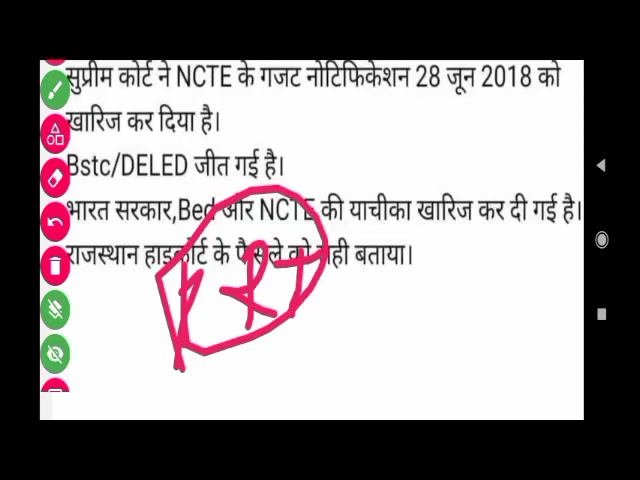 सुप्रीम कोर्ट ने NCTE के गजट नोटिफिकेशन 28 जून 2018 को
खारिज कर दिया है।
Bstc/DELED जीत गई है।
भारत सरकार,Bed और NCTE की याचीका खारिज कर दी गई है।
राजस्थान हाइकोर्ट के फैसले को सही बताया।